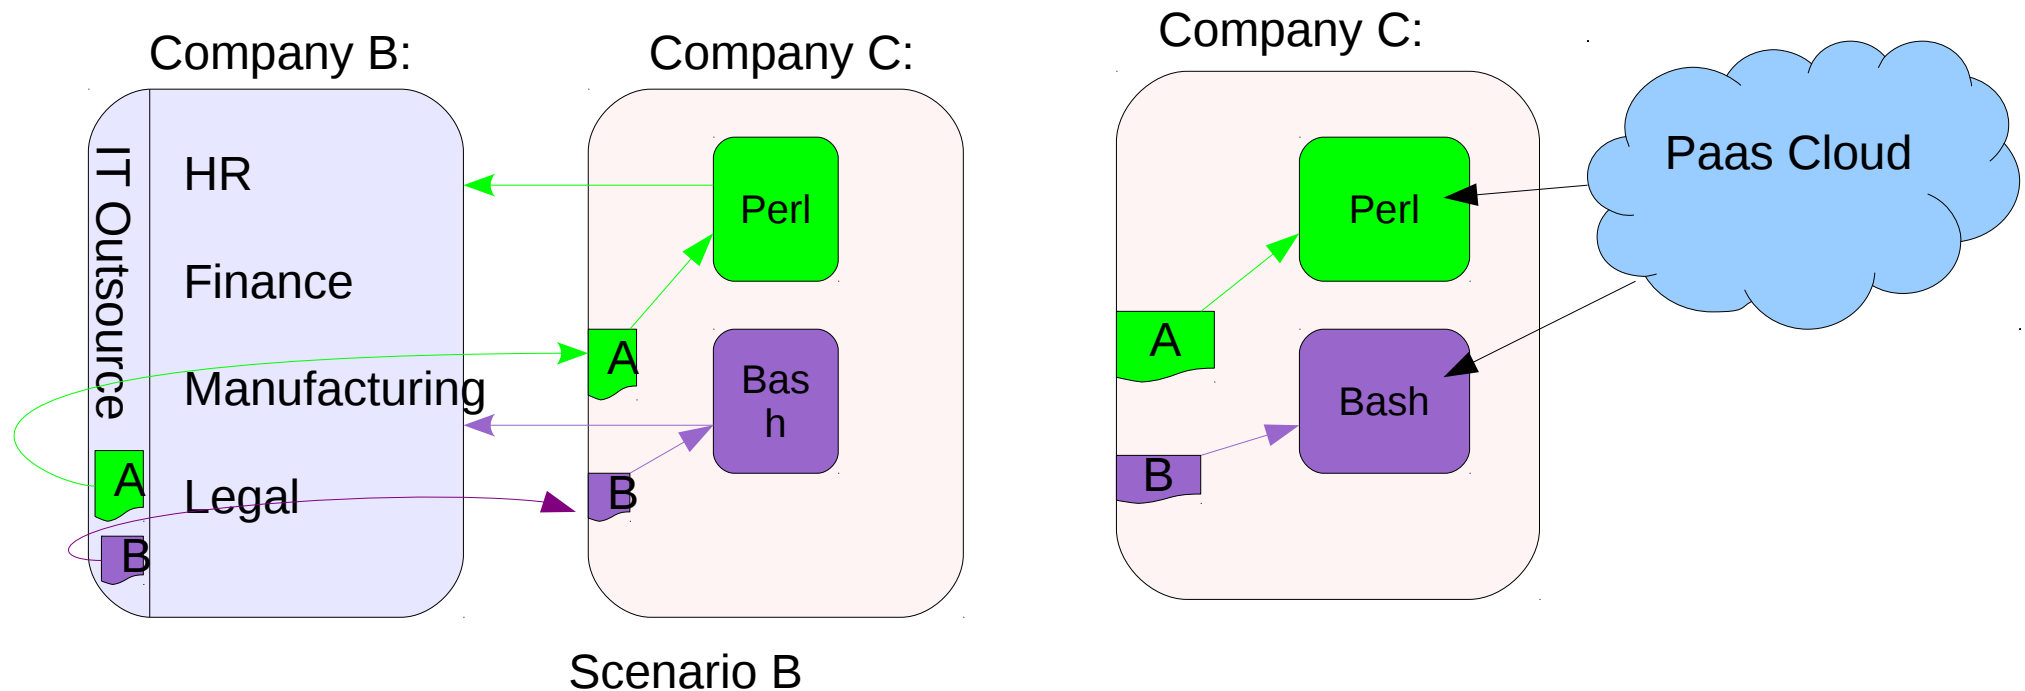 Company B:
IT Outsource
HR
Finance
Manufacturing
Legal
A
B
Company C:
Perl
A
Bas
h
B
Scenario B
Company C:
Perl
A
Bash
B
Paas Cloud